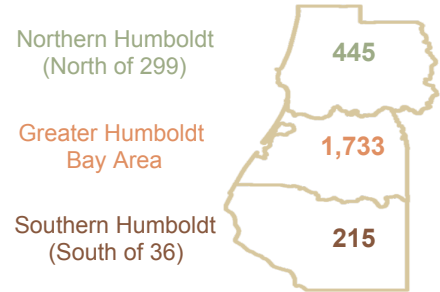 Northern Humboldt
(North of 299)
445
Greater Humboldt
Bay Area
1,733
Southern Humboldt
(South of 36)
215